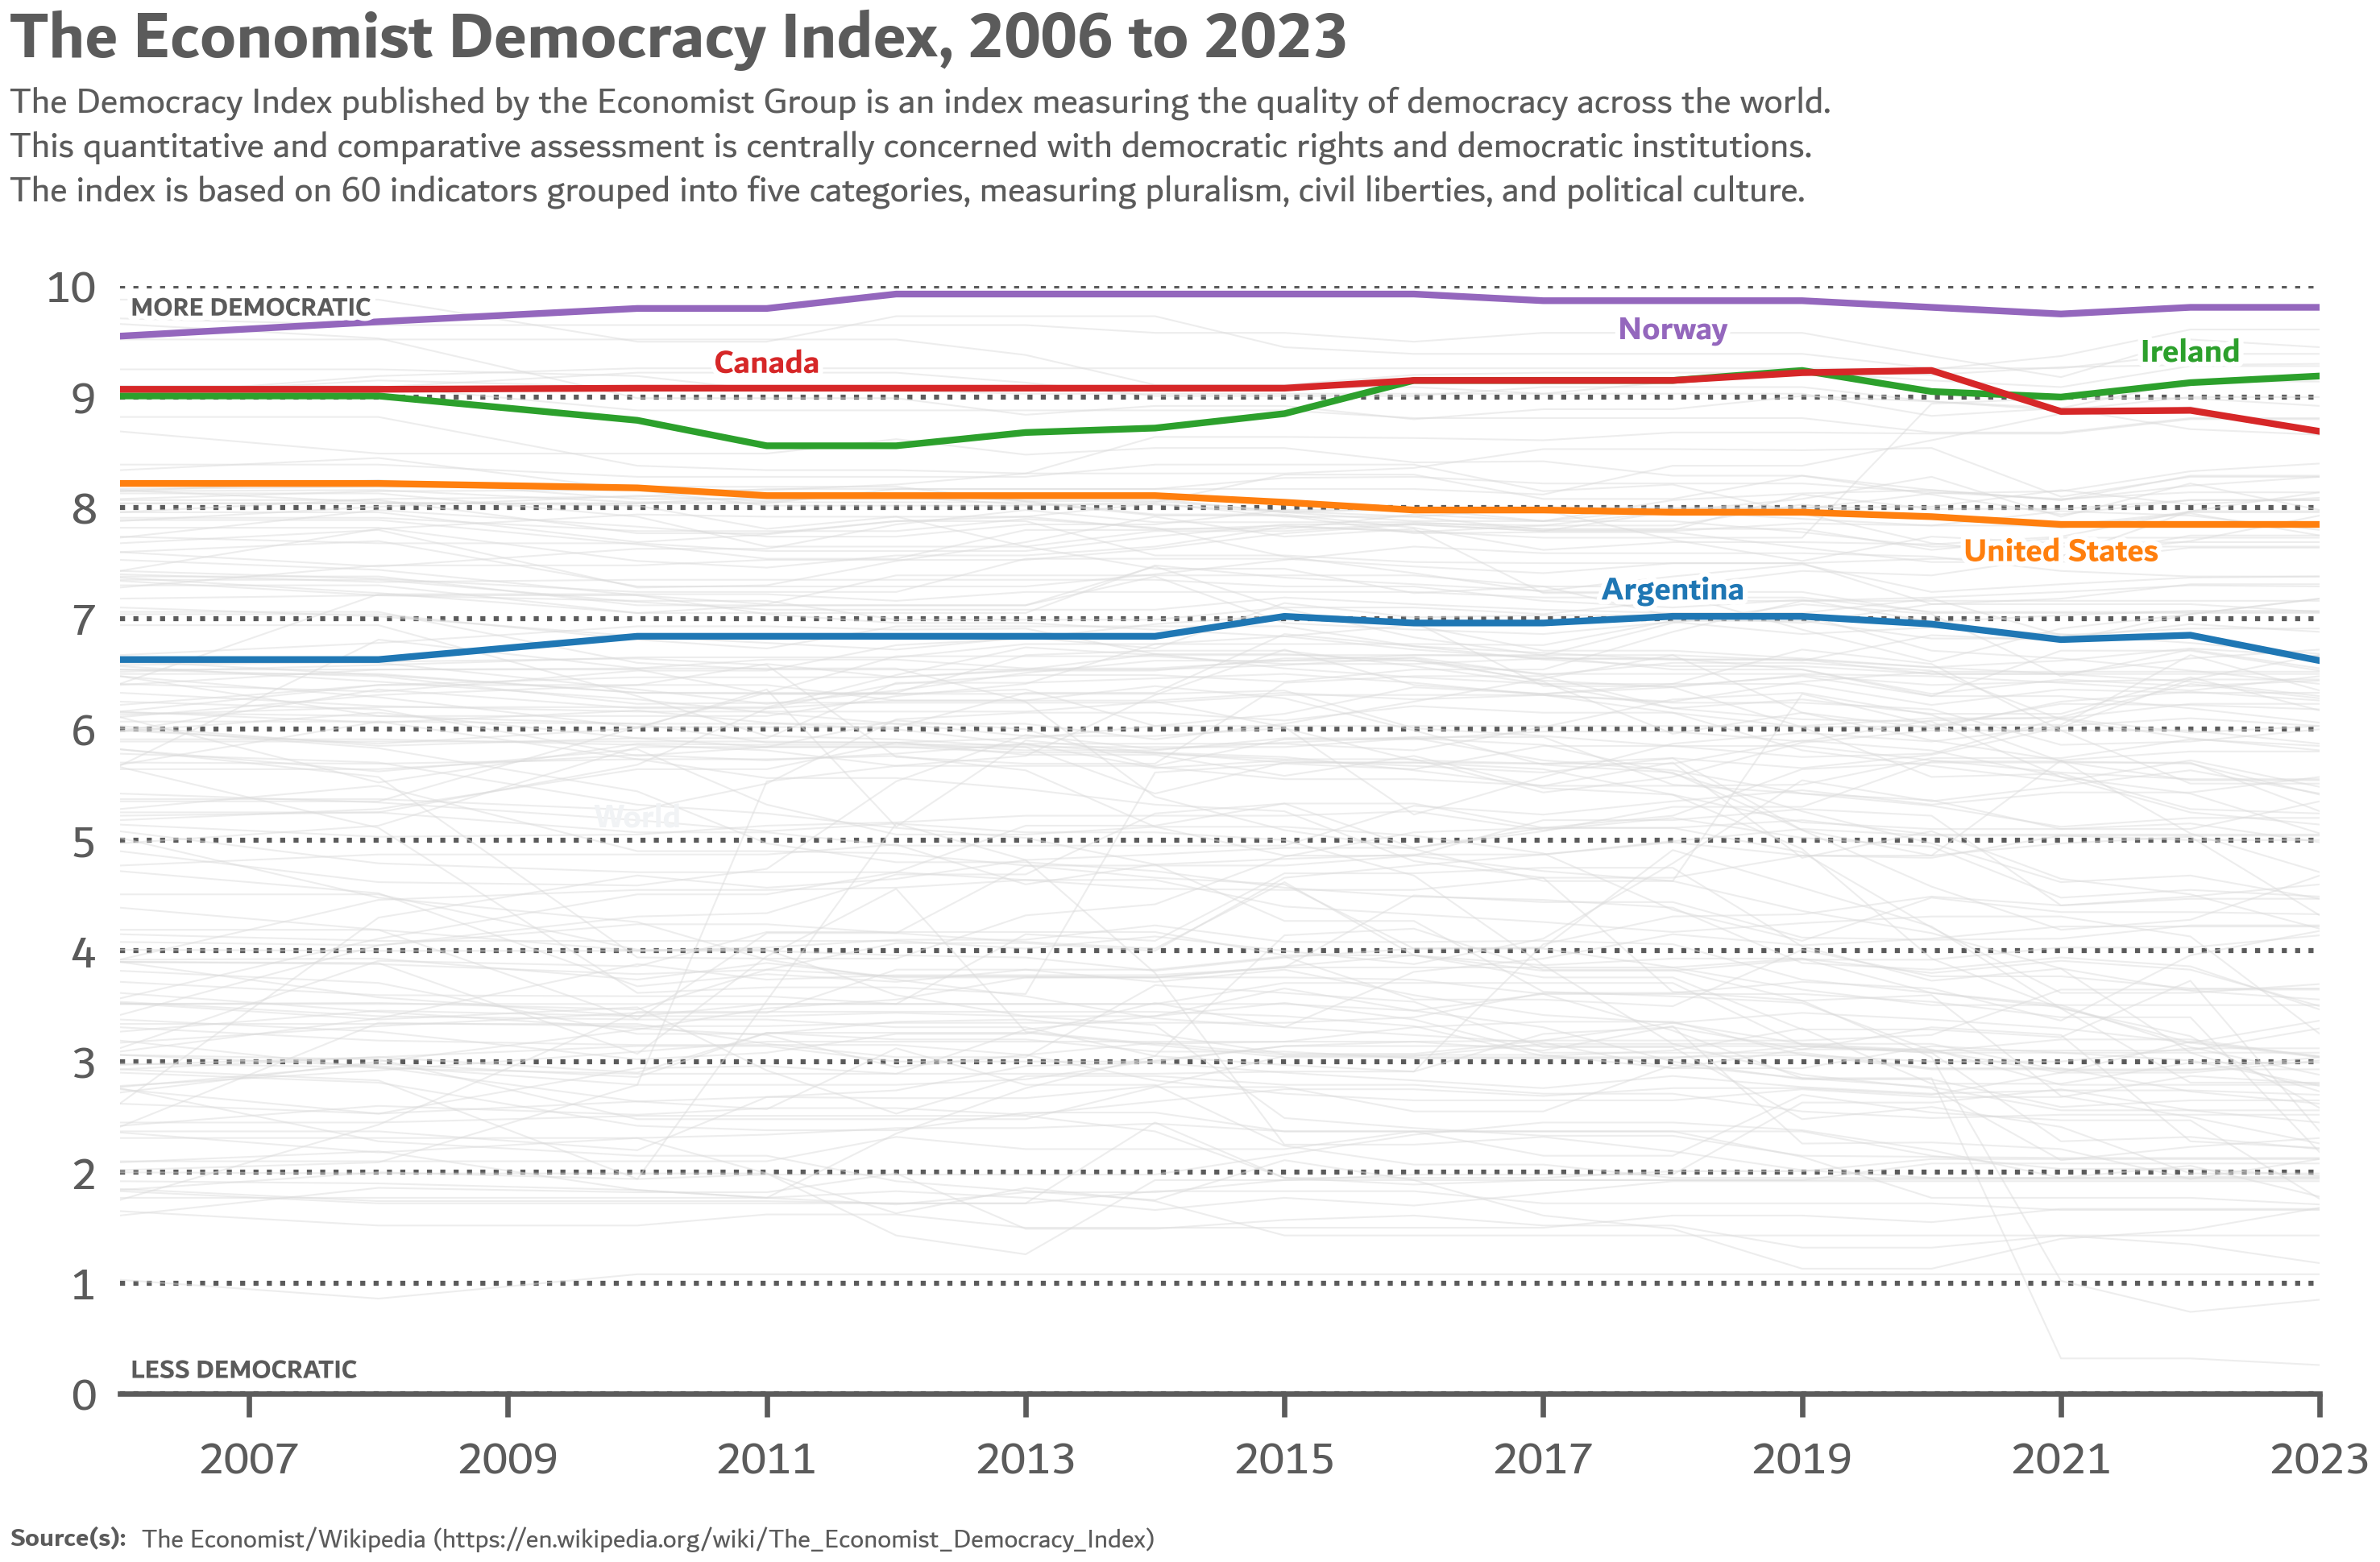 The Economist Democracy Index, 2006 to 2023
The Democracy Index published by the Economist Group is an index measuring the quality of democracy across the world.
This quantitative and comparative assessment is centrally concerned with democratic rights and democratic institutions.
The index is based on 60 indicators grouped into five categories, measuring pluralism, civil liberties, and political culture.
10
MORE DEMOCRATIC
Norway
Ireland
Canada
9
8
United States
Argentina
7
6
World
5
4
3
2
1
LESS DEMOCRATIC
0
2007 2009 2011 2013 2015 2017 2019 2021 2023
Source(s): The Economist/Wikipedia (https://en.wikipedia.org/wiki/The_Economist_Democracy_Index)